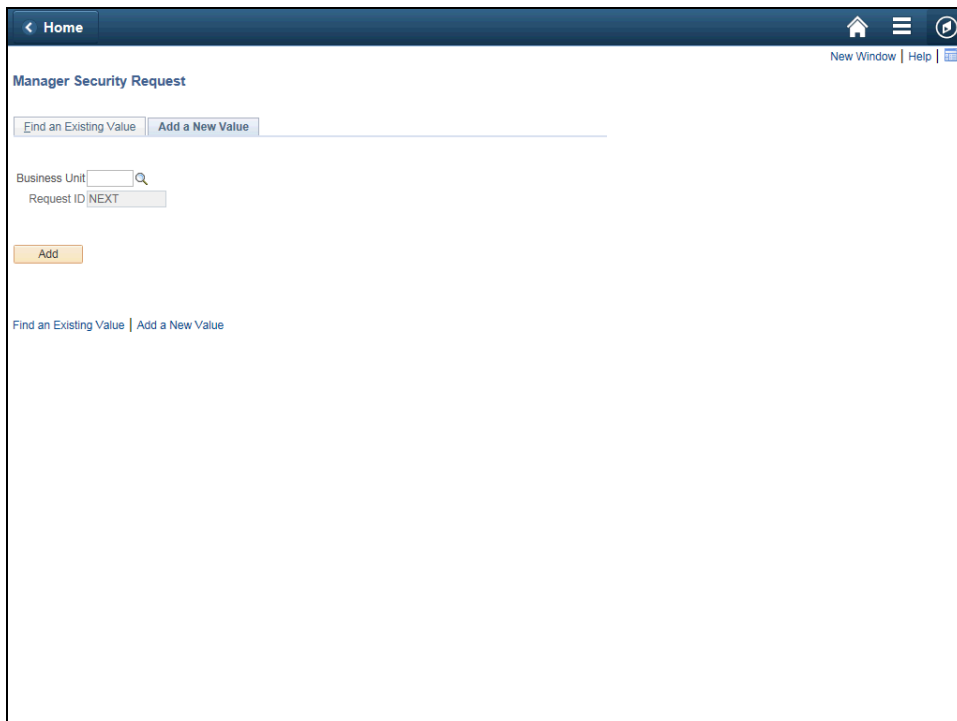 Home
New Window | Help |
Manager Security Request
Find an Existing Value Add a New Value
Business Unit
Request ID NEXT
Add
Find an Existing Value | Add a New Value